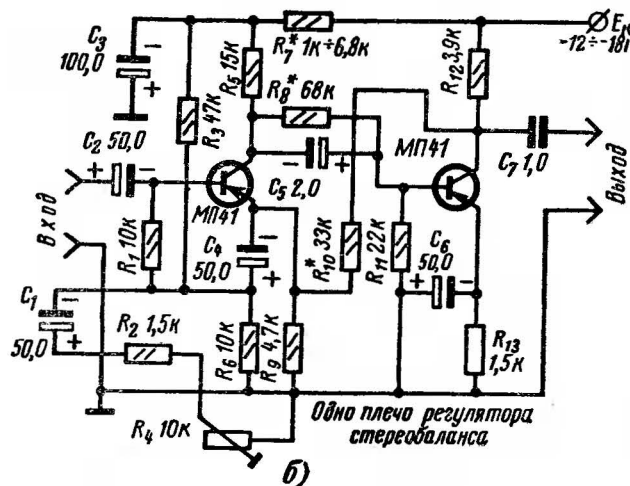 C3
100,0
R7* 1к÷6,8к
Eк
-12÷-18
R5 15к
R12 3,9к
R8* 68к
R3 47к
C2 50,0
МП41
C7 1,0
C5 2,0
МП41
Вход
Выход
R1 10к
C4
50,0
R10* 33к
R11 22к
C6
50,0
C1
50,0
R2 1,5к
R6 10к
R9 4,7к
R13
1,5к
Одно плечо регулятора
стереобаланса
R4 10к
б)